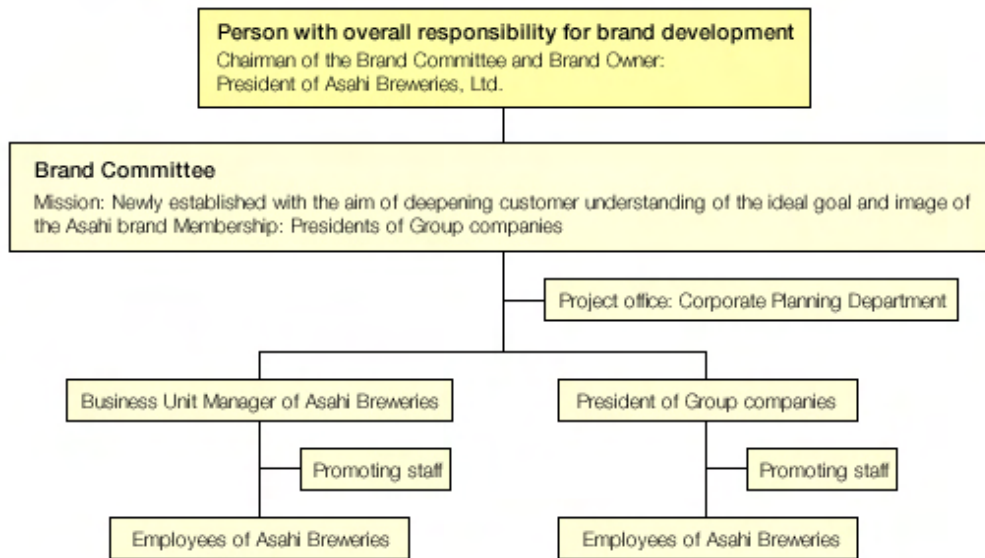 Person with overall responsibility for brand development
Chairman of the Brand Committee and Brand Owner:
President of Asahi Breweries, Ltd.
Brand Committee
Mission: Newly established with the aim of deepening customer understanding of the ideal goal and image of
the Asahi brand Membership: Presidents of Group companies
Project office: Corporate Planning Department
Business Unit Manager of Asahi Breweries
President of Group companies
Promoting staff
Promoting staff
Employees of Asahi Breweries
Employees of Asahi Breweries